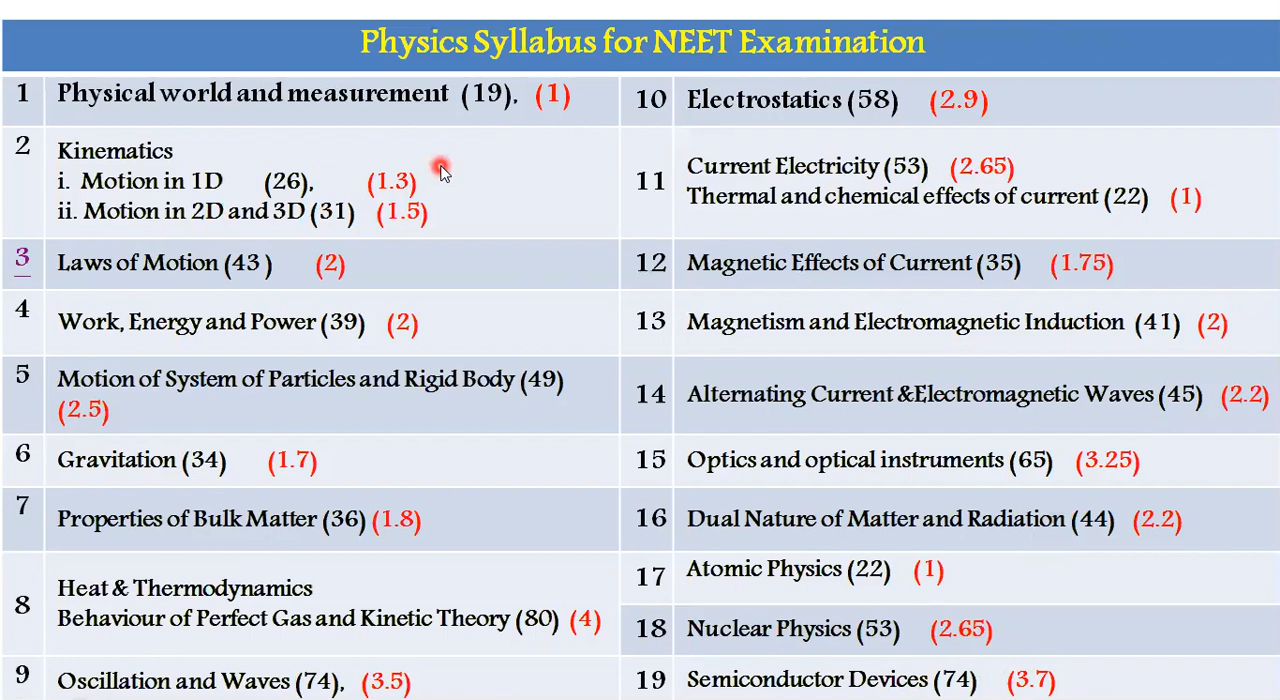 Physics Syllabus for NEET Examination
1 Physical world and measurement (19), (1)
2 Kinematics
i. Motion in 1D (26), (1.3)
ii. Motion in 2D and 3D (31) (1.5)
3 Laws of Motion (43 ) (2)
4 Work, Energy and Power (39) (2)
5 Motion of System of Particles and Rigid Body (49)
(2.5)
6 Gravitation (34) (1.7)
7 Properties of Bulk Matter (36) (1.8)
8 Heat & Thermodynamics
Behaviour of Perfect Gas and Kinetic Theory (80) (4)
9 Oscillation and Waves (74), (3.5)
10 Electrostatics (58) (2.9)
11 Current Electricity (53) (2.65)
Thermal and chemical effects of current (22) (1)
12 Magnetic Effects of Current (35) (1.75)
13 Magnetism and Electromagnetic Induction (41) (2)
14 Alternating Current &Electromagnetic Waves (45) (2.2)
15 Optics and optical instruments (65) (3.25)
16 Dual Nature of Matter and Radiation (44) (2.2)
17 Atomic Physics (22) (1)
18 Nuclear Physics (53) (2.65)
19 Semiconductor Devices (74) (3.7)